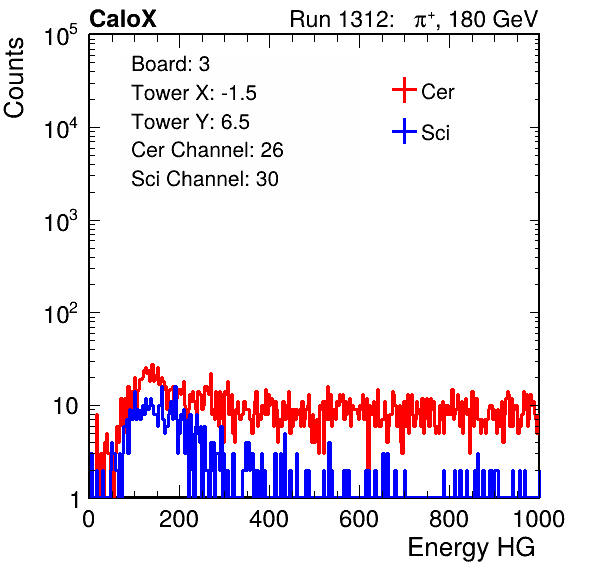 CaloX Run 1312: π⁺, 180 GeV
Counts
10⁵
10⁴
10³
10²
10
1
Board: 3
Tower X: -1.5
Tower Y: 6.5
Cer Channel: 26
Sci Channel: 30
Cer
Sci
0 200 400 600 800 1000
Energy HG